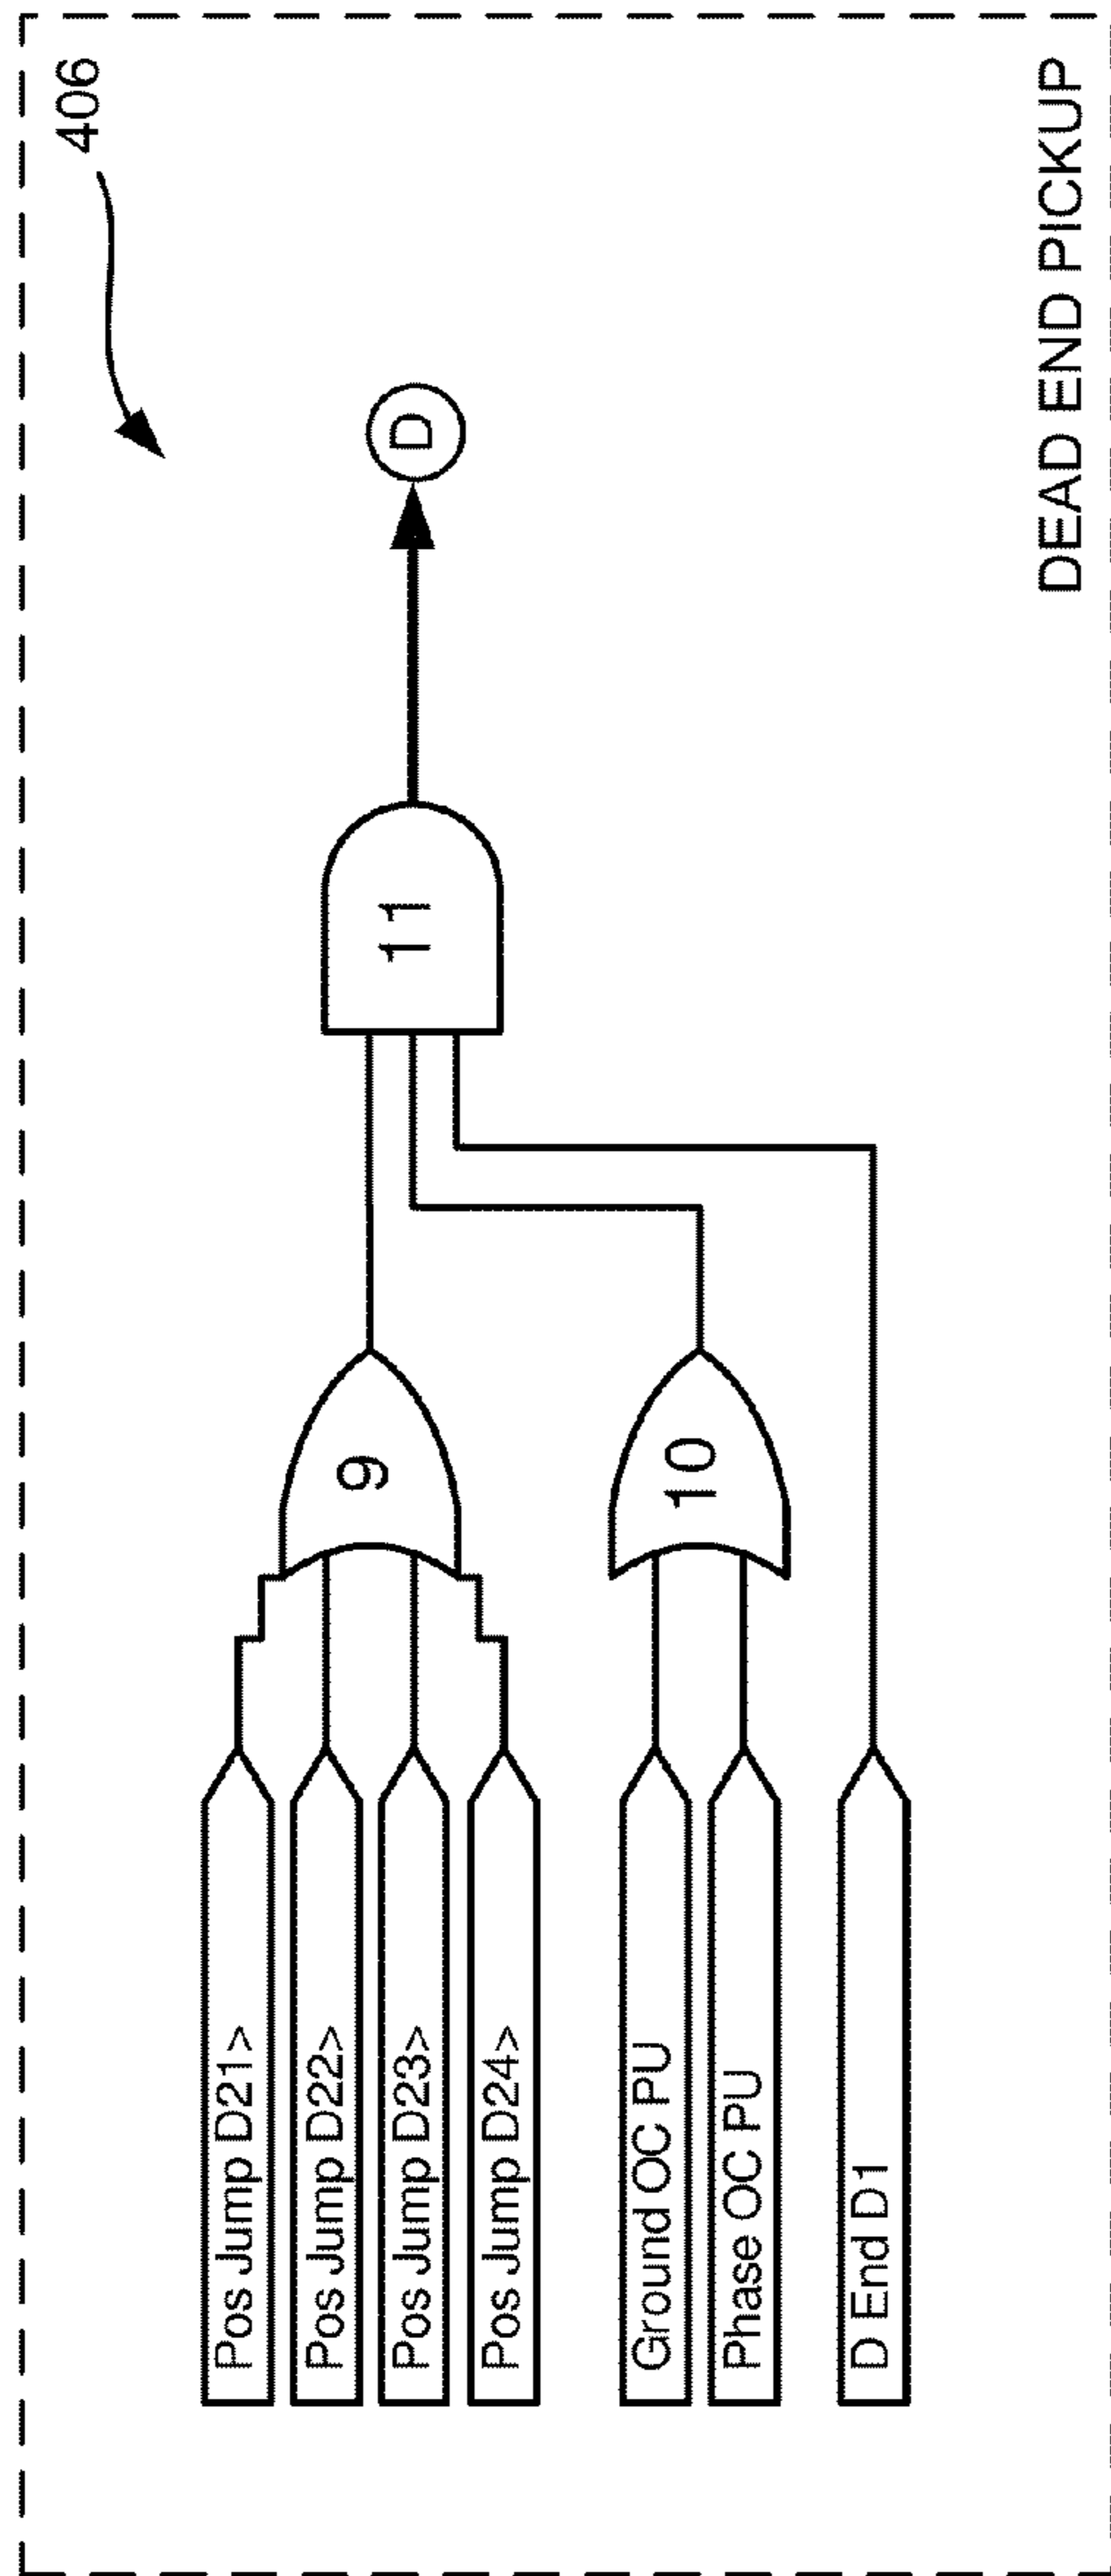 406
Pos Jump D21>
Pos Jump D22>
Pos Jump D23>
Pos Jump D24>
9
11
D
Ground OC PU
Phase OC PU
10
D End D1
DEAD END PICKUP